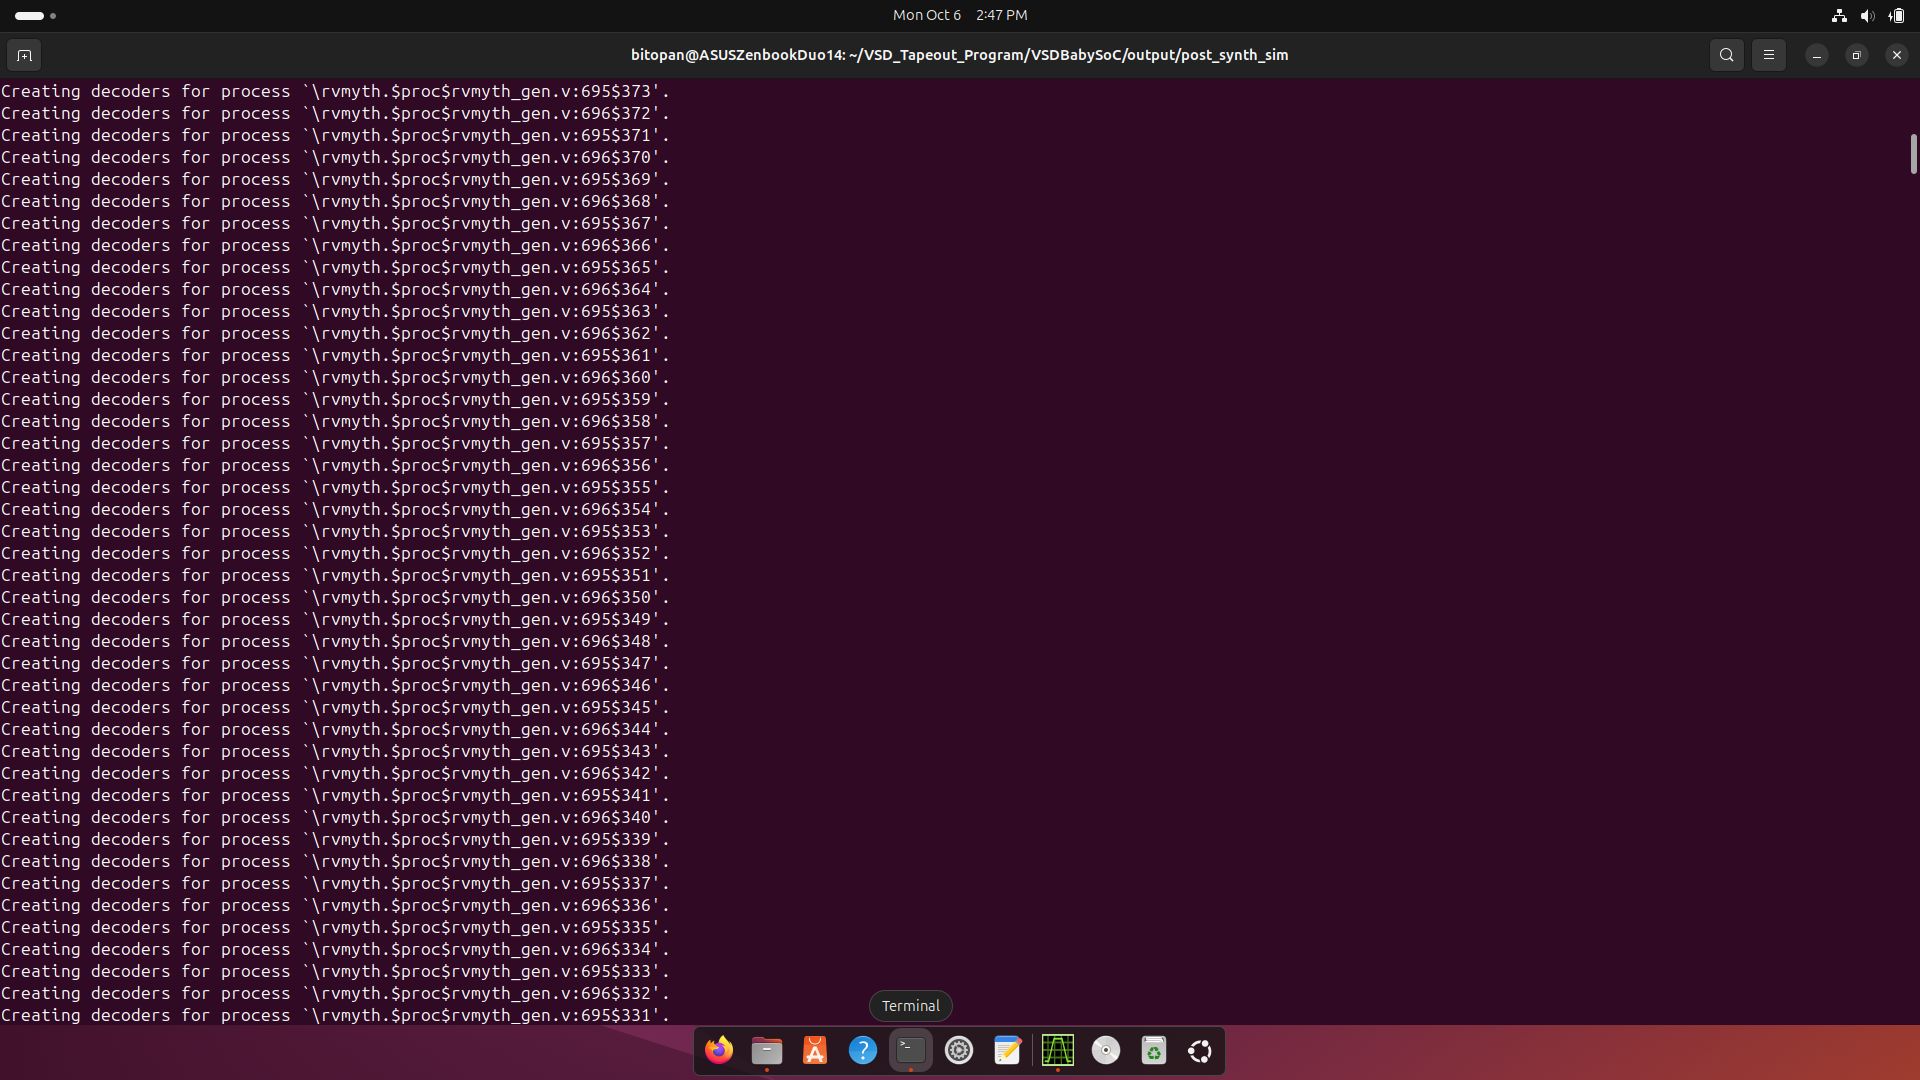 Mon Oct 6 2:47 PM
bitopan@ASUSZenbookDuo14: ~/VSD_Tapeout_Program/VSDBabySoC/output/post_synth_sim
Creating decoders for process `\rvmyth.$proc$rvmyth_gen.v:695$373'.
Creating decoders for process `\rvmyth.$proc$rvmyth_gen.v:696$372'.
Creating decoders for process `\rvmyth.$proc$rvmyth_gen.v:695$371'.
Creating decoders for process `\rvmyth.$proc$rvmyth_gen.v:696$370'.
Creating decoders for process `\rvmyth.$proc$rvmyth_gen.v:695$369'.
Creating decoders for process `\rvmyth.$proc$rvmyth_gen.v:696$368'.
Creating decoders for process `\rvmyth.$proc$rvmyth_gen.v:695$367'.
Creating decoders for process `\rvmyth.$proc$rvmyth_gen.v:696$366'.
Creating decoders for process `\rvmyth.$proc$rvmyth_gen.v:695$365'.
Creating decoders for process `\rvmyth.$proc$rvmyth_gen.v:696$364'.
Creating decoders for process `\rvmyth.$proc$rvmyth_gen.v:695$363'.
Creating decoders for process `\rvmyth.$proc$rvmyth_gen.v:696$362'.
Creating decoders for process `\rvmyth.$proc$rvmyth_gen.v:695$361'.
Creating decoders for process `\rvmyth.$proc$rvmyth_gen.v:696$360'.
Creating decoders for process `\rvmyth.$proc$rvmyth_gen.v:695$359'.
Creating decoders for process `\rvmyth.$proc$rvmyth_gen.v:696$358'.
Creating decoders for process `\rvmyth.$proc$rvmyth_gen.v:695$357'.
Creating decoders for process `\rvmyth.$proc$rvmyth_gen.v:696$356'.
Creating decoders for process `\rvmyth.$proc$rvmyth_gen.v:695$355'.
Creating decoders for process `\rvmyth.$proc$rvmyth_gen.v:696$354'.
Creating decoders for process `\rvmyth.$proc$rvmyth_gen.v:695$353'.
Creating decoders for process `\rvmyth.$proc$rvmyth_gen.v:696$352'.
Creating decoders for process `\rvmyth.$proc$rvmyth_gen.v:695$351'.
Creating decoders for process `\rvmyth.$proc$rvmyth_gen.v:696$350'.
Creating decoders for process `\rvmyth.$proc$rvmyth_gen.v:695$349'.
Creating decoders for process `\rvmyth.$proc$rvmyth_gen.v:696$348'.
Creating decoders for process `\rvmyth.$proc$rvmyth_gen.v:695$347'.
Creating decoders for process `\rvmyth.$proc$rvmyth_gen.v:696$346'.
Creating decoders for process `\rvmyth.$proc$rvmyth_gen.v:695$345'.
Creating decoders for process `\rvmyth.$proc$rvmyth_gen.v:696$344'.
Creating decoders for process `\rvmyth.$proc$rvmyth_gen.v:695$343'.
Creating decoders for process `\rvmyth.$proc$rvmyth_gen.v:696$342'.
Creating decoders for process `\rvmyth.$proc$rvmyth_gen.v:695$341'.
Creating decoders for process `\rvmyth.$proc$rvmyth_gen.v:696$340'.
Creating decoders for process `\rvmyth.$proc$rvmyth_gen.v:695$339'.
Creating decoders for process `\rvmyth.$proc$rvmyth_gen.v:696$338'.
Creating decoders for process `\rvmyth.$proc$rvmyth_gen.v:695$337'.
Creating decoders for process `\rvmyth.$proc$rvmyth_gen.v:696$336'.
Creating decoders for process `\rvmyth.$proc$rvmyth_gen.v:695$335'.
Creating decoders for process `\rvmyth.$proc$rvmyth_gen.v:696$334'.
Creating decoders for process `\rvmyth.$proc$rvmyth_gen.v:695$333'.
Creating decoders for process `\rvmyth.$proc$rvmyth_gen.v:696$332'.
Creating decoders for process `\rvmyth.$proc$rvmyth_gen.v:695$331'.
Terminal